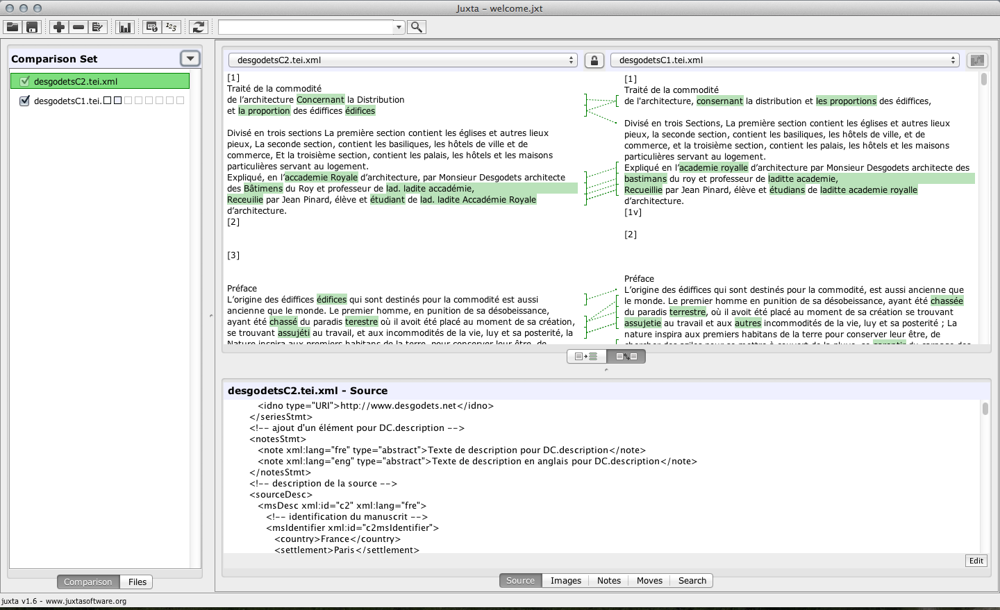 Juxta - welcome.jxt
Comparison Set
desgodetsC2.tei.xml
desgodetsC1.tei.
Comparison
Files
desgodetsC2.tei.xml
[1]
Traité de la commodité
de l’architecture Concernant la Distribution
et la proportion des édiffices édifices
Divisé en trois sections La première section contient les églises et autres lieux
pieux, La seconde section, contient les basiliques, les hôtels de ville et de
commerce, Et la troisième section, contient les palais, les hôtels et les maisons
particulières servant au logement.
Expliqué, en l’accademie Royale d’architecture, par Monsieur Desgodets architecte
des Bâtimens du Roy et professeur de lad. ladite accadémie,
Receuilie par Jean Pinard, élève et étudiant de lad. ladite Accadémie Royale
d’architecture.
[2]
[3]
Préface
L’origine des édiffices édifices qui sont destinés pour la commodité est aussi
ancienne que le monde. Le premier homme, en punition de sa désobeissance,
ayant été chassé du paradis terestre où il avoit été placé au moment de sa création,
se trouvant assujéti au travail, et aux incommodités de la vie, luy et sa posterité, la
Nature inspira aux premiers habitans de la terre, pour conserver leur être, de
desgodetsC1.tei.xml
[1]
Traité de la commodité
de l'architecture, consernant la distribution et les proportions des édiffices,
Divisé en trois Sections, La première section contient les églises et autres lieux
pieux, la seconde section, contient les basiliques, les hôtels de ville, et de
commerce, et la troisième section, contient les palais, les hôtels et les maisons
particulières servant au logement.
Expliqué en l’academie royalle d’architecture par Monsieur Desgodets architecte des
bastimans du roy et professeur de laditte academie,
Recueillie par Jean Pinard, élève et étudians de laditte academie royalle
d’architecture.
[1v]
[2]
Préface
L’origine des édiffices qui sont destinés pour la commodité, est aussi ancienne que
le monde. Le premier homme en punition de sa désobeissance, ayant été chassée
du paradis terrestre, où il avoit été placé au moment de sa création se trouvant
assujetie au travail et aux autres incommodités de la vie, luy et sa posterité ; La
nature inspira aux premiers habitans de la terre pour conserver leur être, de
desgodetsC2.tei.xml - Source
<idno type="URI">http://www.desgodets.net</idno>
</seriesStmt>
<!-- ajout d'un élément pour DC.description -->
<notesStmt>
<note xml:lang="fre" type="abstract">Texte de description pour DC.description</note>
<note xml:lang="eng" type="abstract">Texte de description en anglais pour DC.description</note>
</notesStmt>
<!-- description de la source -->
<sourceDesc>
<msDesc xml:id="c2" xml:lang="fre">
<!-- identification du manuscrit -->
<msIdentifier xml:id="c2msIdentifier">
<country>France</country>
<settlement>Paris</settlement>
Edit
Source Images Notes Moves Search
juxta v1.6 - www.juxtasoftware.org